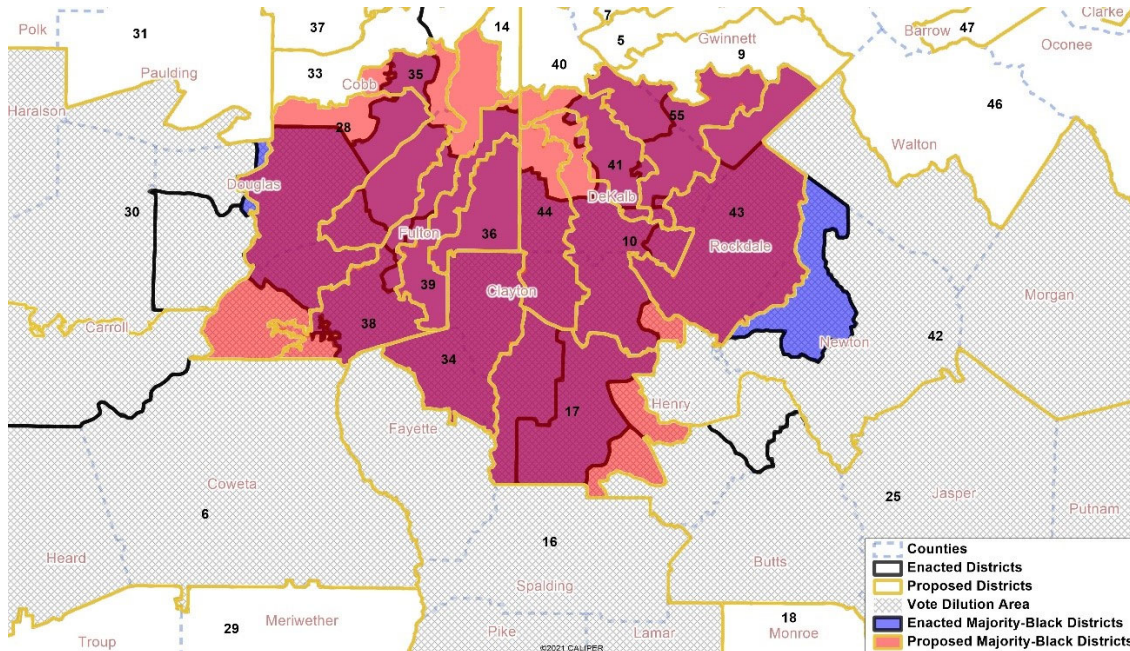 7
Polk
31
37
14
Clarke
47
Barrow
5
Gwinnett
Oconee
9
40
33
Paulding
35
Cobb
46
Haralson
55
28
Walton
41
Douglas
DeKalb
30
44
43
Fulton
36
10
Rockdale
39
Clayton
Morgan
38
Carroll
42
Newton
34
Henry
17
Fayette
Coweta
25
Jasper
6
Putnam
16
Counties
Enacted Districts
Heard
Butts
Spalding
Proposed Districts
Vote Dilution Area
Enacted Majority-Black Districts
18
Meriwether
29
Pike
Lamar
Monroe
Troup
Proposed Majority-Black Districts
©2021 CALIPER